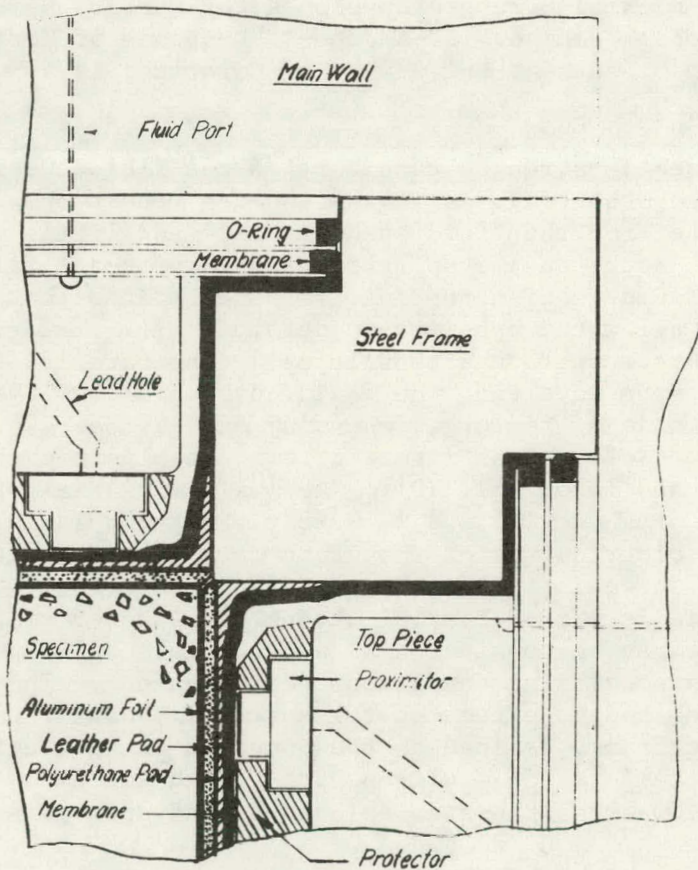 Main Wall
Fluid Port
O-Ring
Membrane
Steel Frame
Lead Hole
Specimen
Top Piece
Proximitor
Aluminum Foil
Leather Pad
Polyurethane Pad
Membrane
Protector